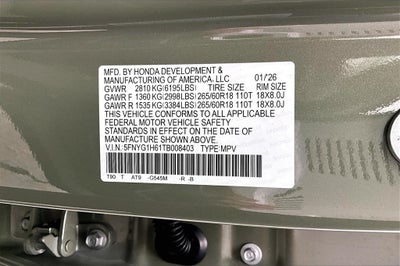 MFD. BY HONDA DEVELOPMENT &
MANUFACTURING OF AMERICA, LLC 01/26
GVWR 2810 KG(6195LBS) TIRE SIZE RIM SIZE
GAWR F 1360 KG(2998LBS) 265/60R18 110T 18X8.0J
GAWR R 1535 KG(3384LBS) 265/60R18 110T 18X8.0J
THIS VEHICLE CONFORMS TO ALL APPLICABLE
FEDERAL MOTOR VEHICLE SAFETY
STANDARDS IN EFFECT ON THE DATE OF
MANUFACTURE SHOWN ABOVE.
V.I.N. 5FNYG1H61TB008403 TYPE:MPV
T90 T AT9 -G545M -R -B